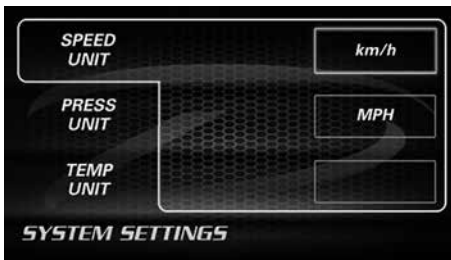 SPEED
UNIT
km/h
PRESS
UNIT
MPH
TEMP
UNIT
SYSTEM SETTINGS